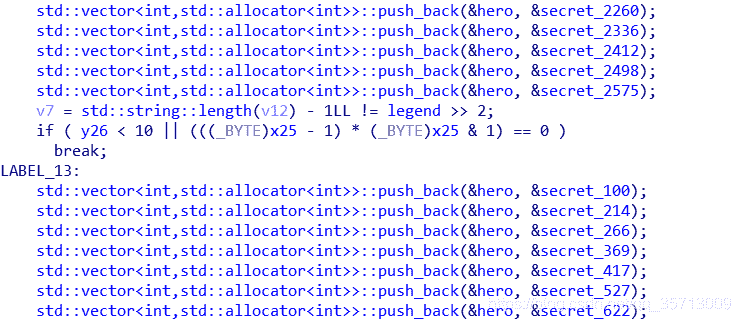 std::vector<int,std::allocator<int>>::push_back(&hero, &secret_2260);
std::vector<int,std::allocator<int>>::push_back(&hero, &secret_2336);
std::vector<int,std::allocator<int>>::push_back(&hero, &secret_2412);
std::vector<int,std::allocator<int>>::push_back(&hero, &secret_2498);
std::vector<int,std::allocator<int>>::push_back(&hero, &secret_2575);
v7 = std::string::length(v12) - 1LL != legend >> 2;
if ( y26 < 10 || (((_BYTE)x25 - 1) * (_BYTE)x25 & 1) == 0 )
break;
LABEL_13:
std::vector<int,std::allocator<int>>::push_back(&hero, &secret_100);
std::vector<int,std::allocator<int>>::push_back(&hero, &secret_214);
std::vector<int,std::allocator<int>>::push_back(&hero, &secret_266);
std::vector<int,std::allocator<int>>::push_back(&hero, &secret_369);
std::vector<int,std::allocator<int>>::push_back(&hero, &secret_417);
std::vector<int,std::allocator<int>>::push_back(&hero, &secret_527);
std::vector<int,std::allocator<int>>::push_back(&hero, &secret_622);